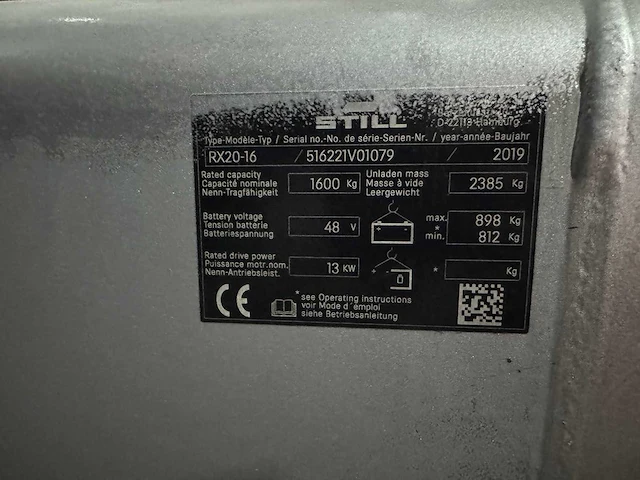 STILL
D-22113 Hamburg
Type-Modèle-Typ / Serial no.-No. de série-Serien-Nr. / year-année-Baujahr
RX20-16 / 516221V01079 / 2019
Rated capacity
Capacité nominale
Nenn-Tragfähigkeit
1600 Kg
Unladen mass
Masse à vide
Leergewicht
2385 Kg
Battery voltage
Tension batterie
Batteriespannung
48 V
max. 898 Kg
*
min. 812 Kg
Rated drive power
Puissance motr.nom.
Nenn-Antriebsleist.
13 KW
* Kg
CE
*see Operating instructions
voir Mode d'emploi
siehe Betriebsanleitung